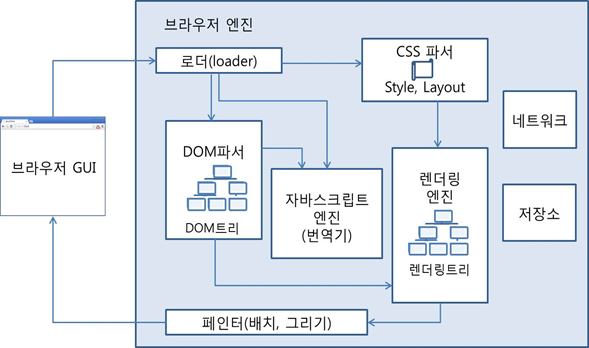 브라우저 엔진
로더(loader)
CSS 파서
Style, Layout
네트워크
브라우저 GUI
DOM파서
DOM트리
자바스크립트
엔진
(번역기)
렌더링
엔진
렌더링트리
저장소
페인터(배치, 그리기)